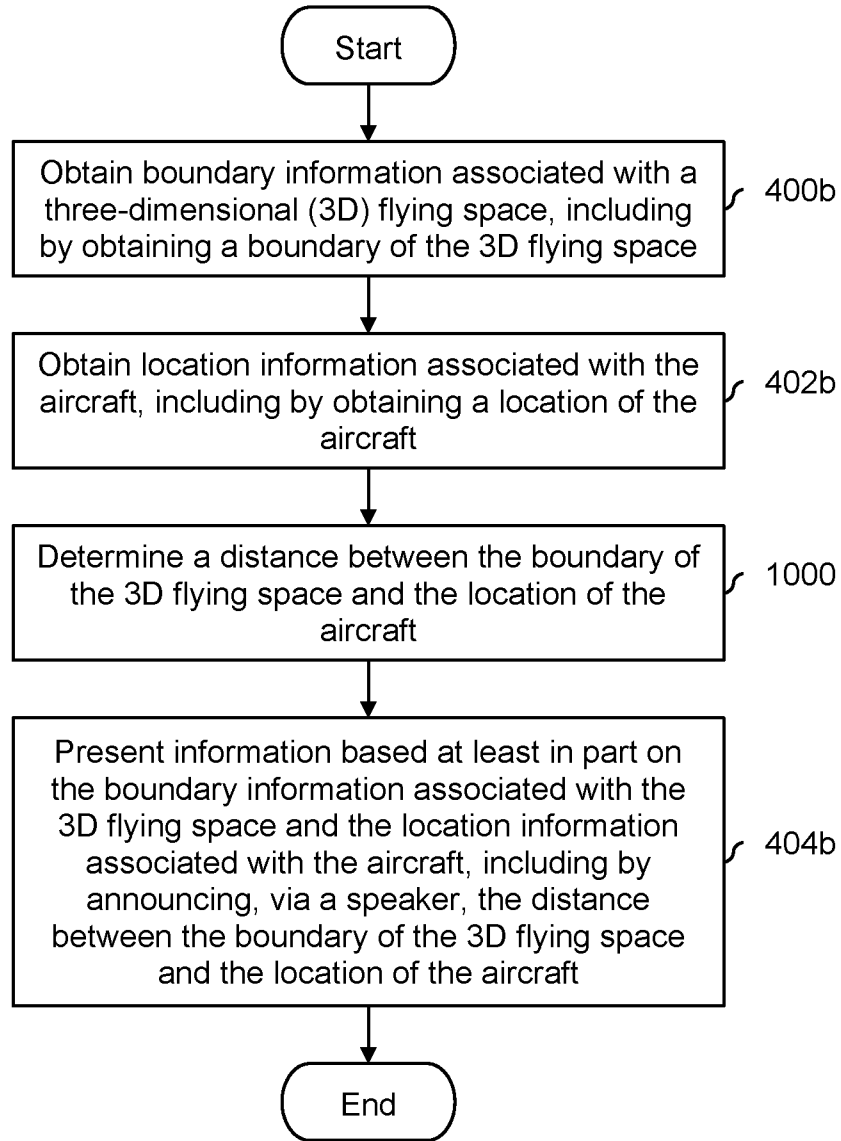 Start
Obtain boundary information associated with a
three-dimensional (3D) flying space, including
by obtaining a boundary of the 3D flying space
400b
Obtain location information associated with the
aircraft, including by obtaining a location of the
aircraft
402b
Determine a distance between the boundary of
the 3D flying space and the location of the
aircraft
1000
Present information based at least in part on
the boundary information associated with the
3D flying space and the location information
associated with the aircraft, including by
announcing, via a speaker, the distance
between the boundary of the 3D flying space
and the location of the aircraft
404b
End